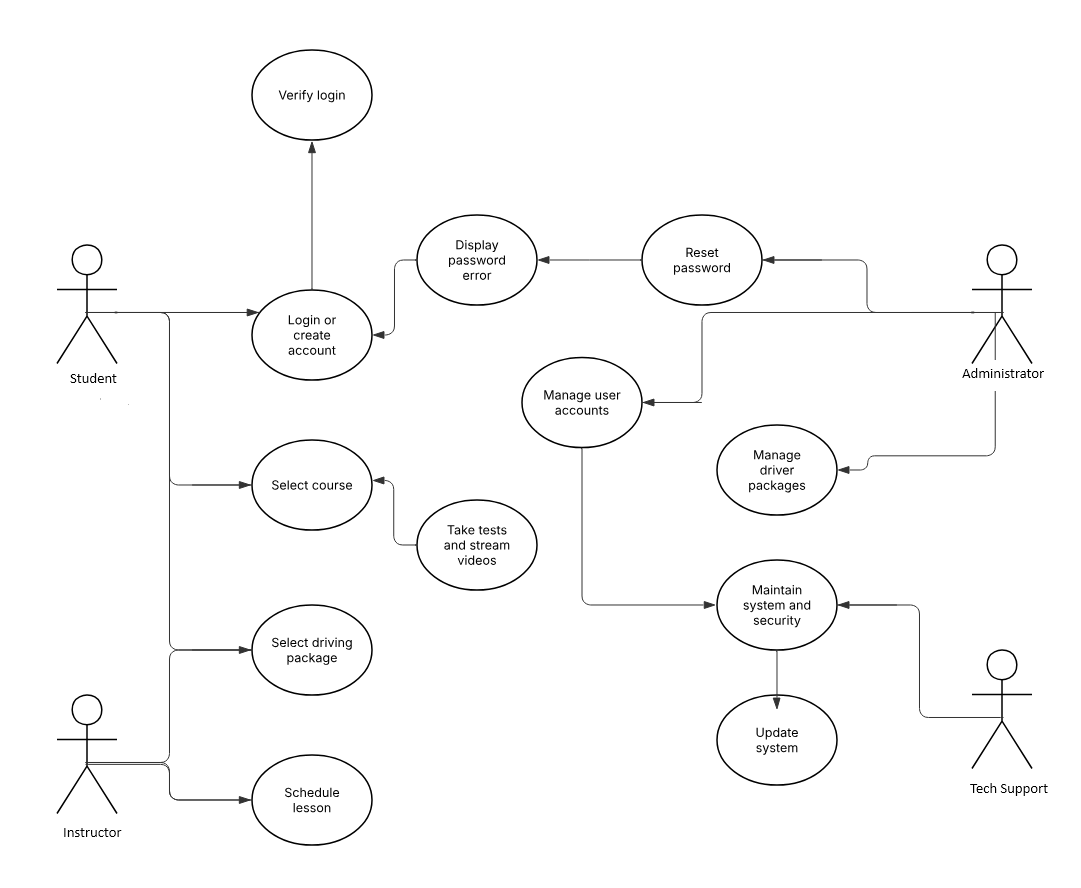 Verify login
Display
password
error
Reset
password
Login or
create
account
Student
Administrator
Manage user
accounts
Manage
driver
packages
Select course
Take tests
and stream
videos
Maintain
system and
security
Select driving
package
Update
system
Schedule
lesson
Tech Support
Instructor